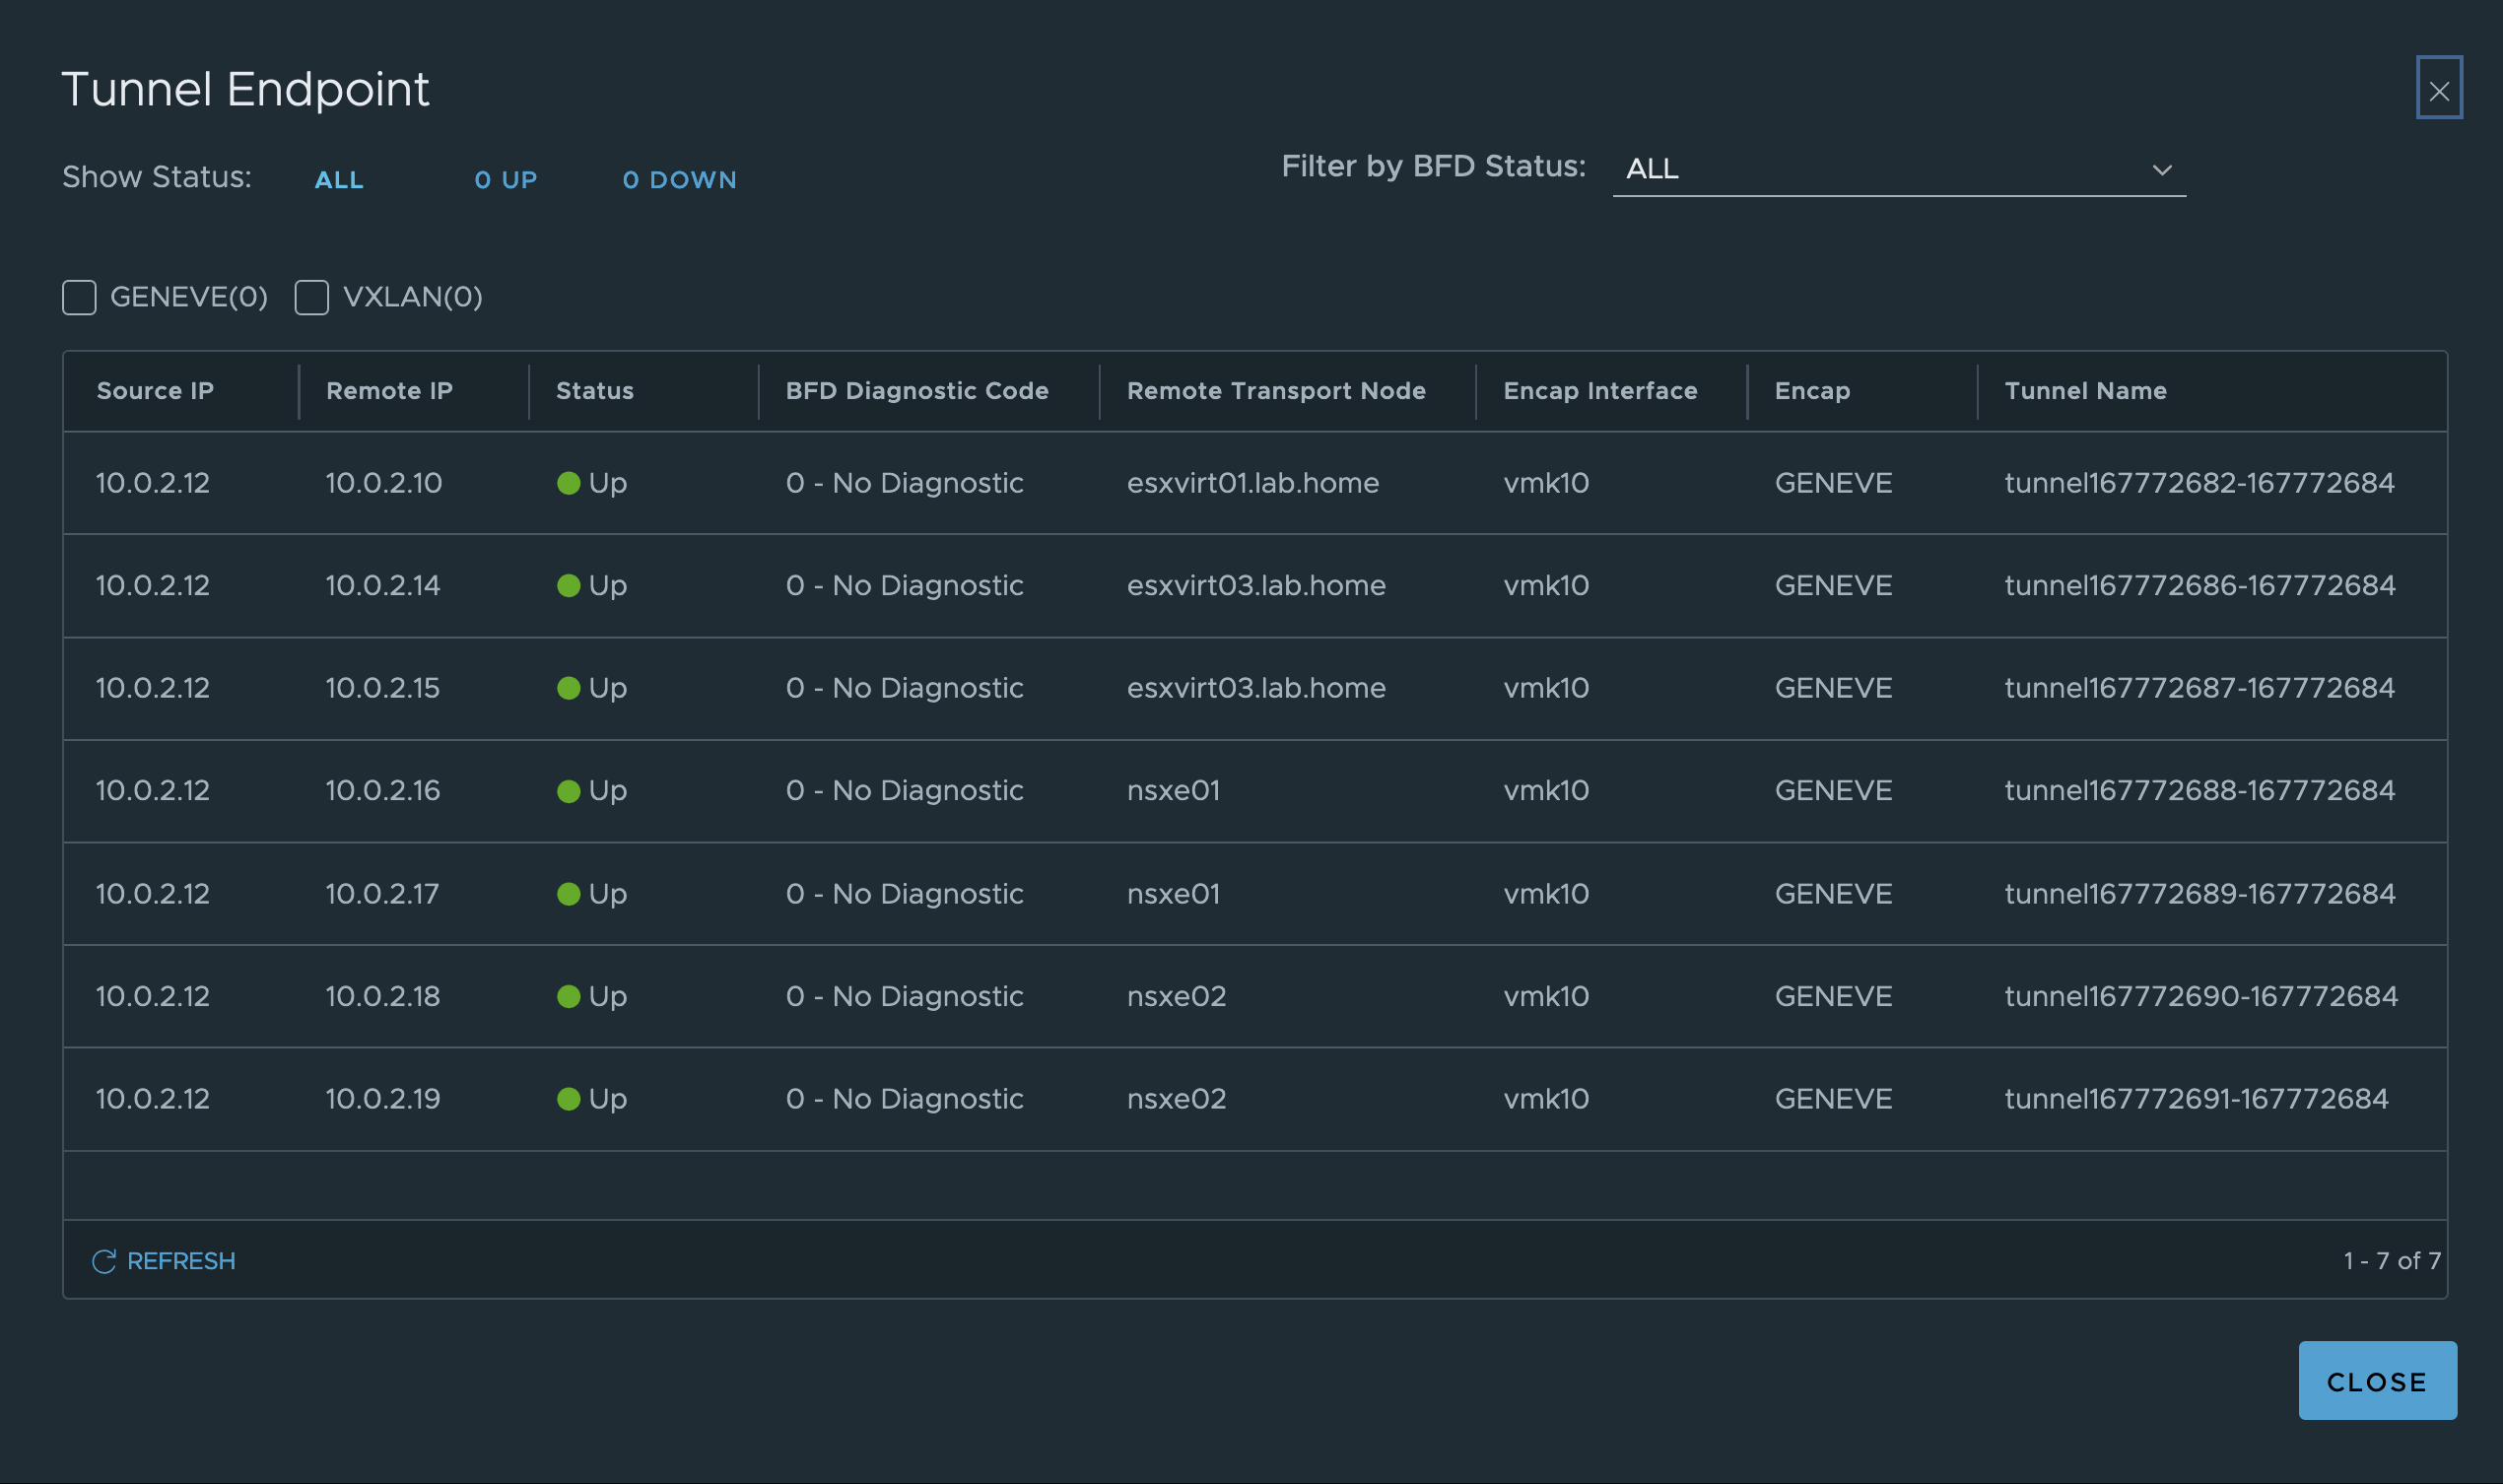 Tunnel Endpoint
Show Status: ALL 0 UP 0 DOWN Filter by BFD Status: ALL
GENEVE(0) VXLAN(0)
Source IP Remote IP Status BFD Diagnostic Code Remote Transport Node Encap Interface Encap Tunnel Name
10.0.2.12 10.0.2.10 Up 0 - No Diagnostic esxvirt01.lab.home vmk10 GENEVE tunnel167772682-167772684
10.0.2.12 10.0.2.14 Up 0 - No Diagnostic esxvirt03.lab.home vmk10 GENEVE tunnel167772686-167772684
10.0.2.12 10.0.2.15 Up 0 - No Diagnostic esxvirt03.lab.home vmk10 GENEVE tunnel167772687-167772684
10.0.2.12 10.0.2.16 Up 0 - No Diagnostic nsxe01 vmk10 GENEVE tunnel167772688-167772684
10.0.2.12 10.0.2.17 Up 0 - No Diagnostic nsxe01 vmk10 GENEVE tunnel167772689-167772684
10.0.2.12 10.0.2.18 Up 0 - No Diagnostic nsxe02 vmk10 GENEVE tunnel167772690-167772684
10.0.2.12 10.0.2.19 Up 0 - No Diagnostic nsxe02 vmk10 GENEVE tunnel167772691-167772684
REFRESH 1 - 7 of 7
CLOSE